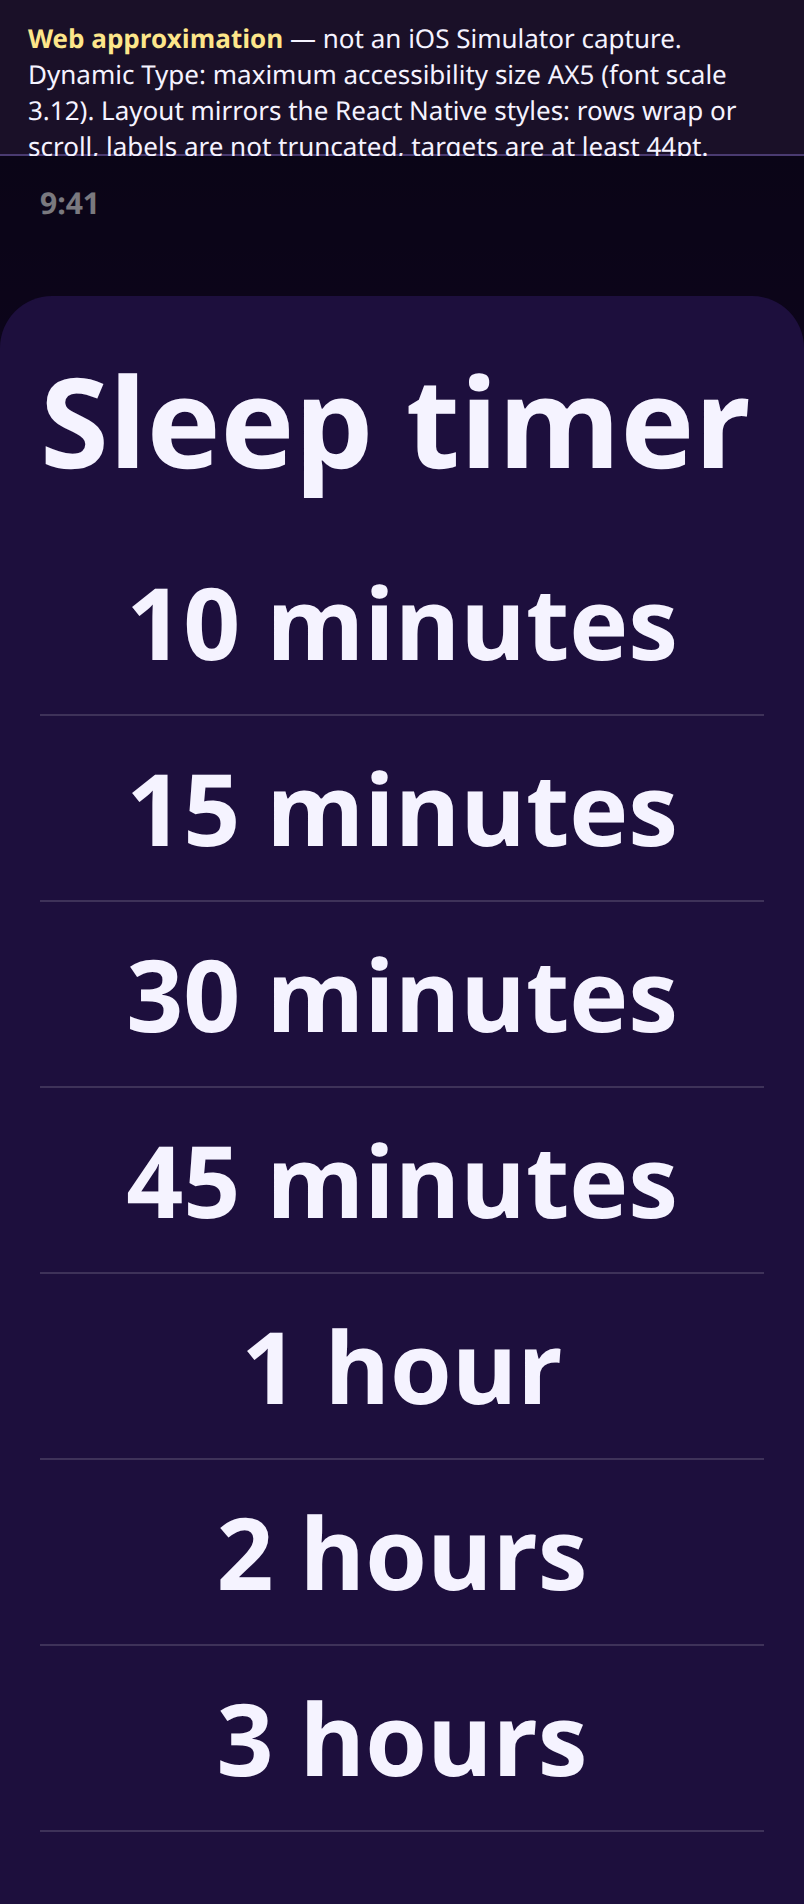 Web approximation — not an iOS Simulator capture.
Dynamic Type: maximum accessibility size AX5 (font scale
3.12). Layout mirrors the React Native styles: rows wrap or
scroll, labels are not truncated, targets are at least 44pt.
9:41
Sleep timer
10 minutes
15 minutes
30 minutes
45 minutes
1 hour
2 hours
3 hours